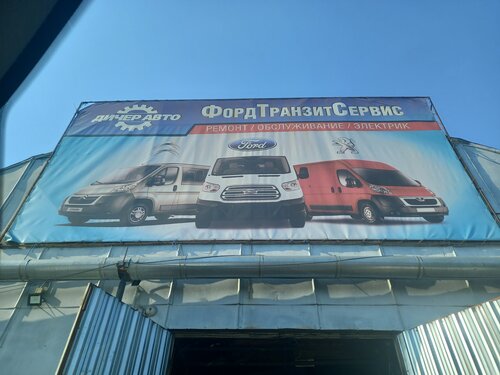 ДИЧЕР АВТО
ФордТранзитСервис
РЕМОНТ / ОБСЛУЖИВАНИЕ / ЭЛЕКТРИК
Ford